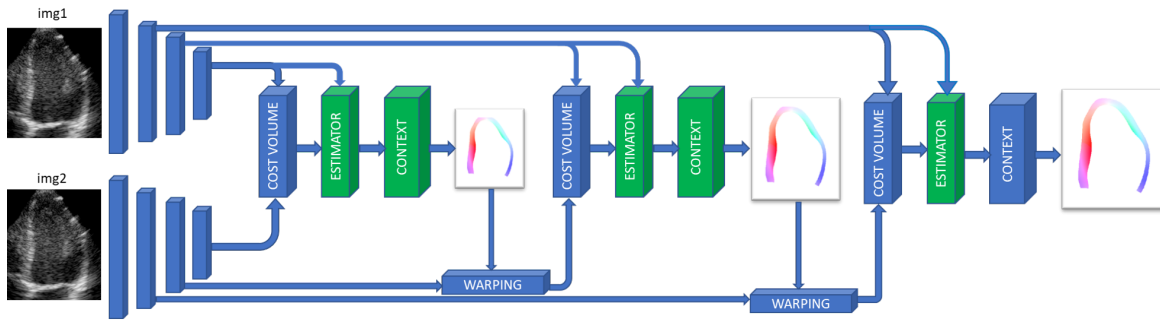 img1
COST VOLUME
ESTIMATOR
CONTEXT
COST VOLUME
ESTIMATOR
CONTEXT
COST VOLUME
ESTIMATOR
CONTEXT
img2
WARPING
WARPING